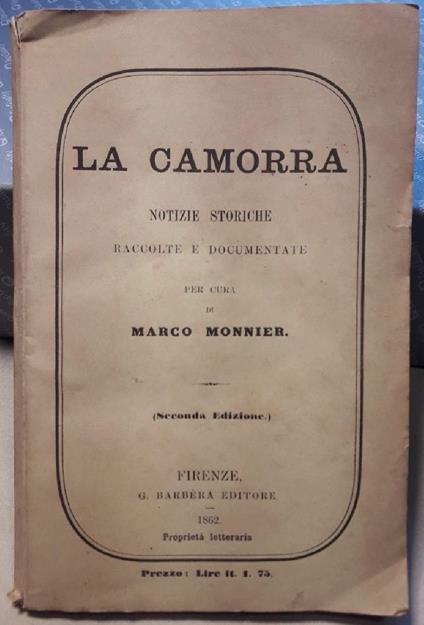 LA CAMORRA
NOTIZIE STORICHE
RACCOLTE E DOCUMENTATE
PER CURA
DI
MARCO MONNIER.
(Seconda Edizione.)
FIRENZE,
G. BARBÈRA EDITORE
1862.
Proprietà letteraria
Prezzo: Lire it. 1. 75.